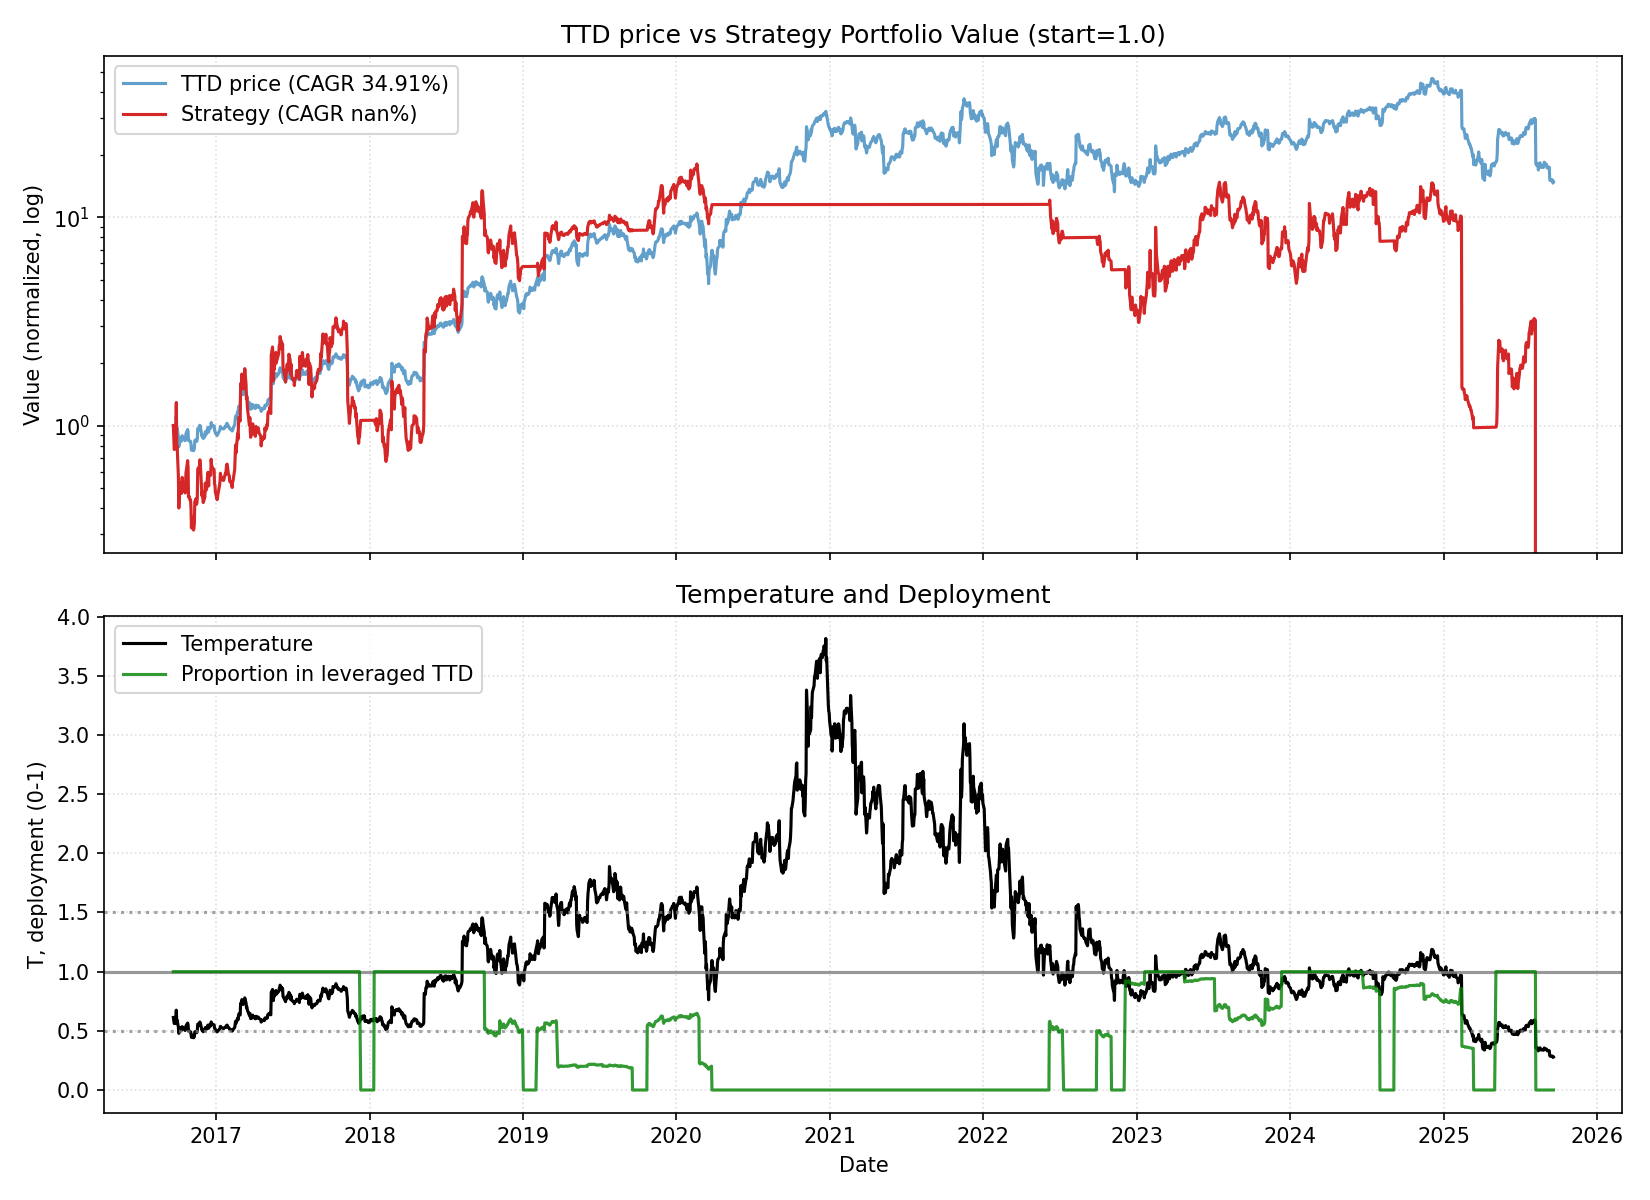 TTD price vs Strategy Portfolio Value (start=1.0)
TTD price (CAGR 34.91%)
Strategy (CAGR nan%)
Value (normalized, log)
10¹
10⁰
Temperature and Deployment
Temperature
Proportion in leveraged TTD
T, deployment (0-1)
4.0
3.5
3.0
2.5
2.0
1.5
1.0
0.5
0.0
2017 2018 2019 2020 2021 2022 2023 2024 2025 2026
Date